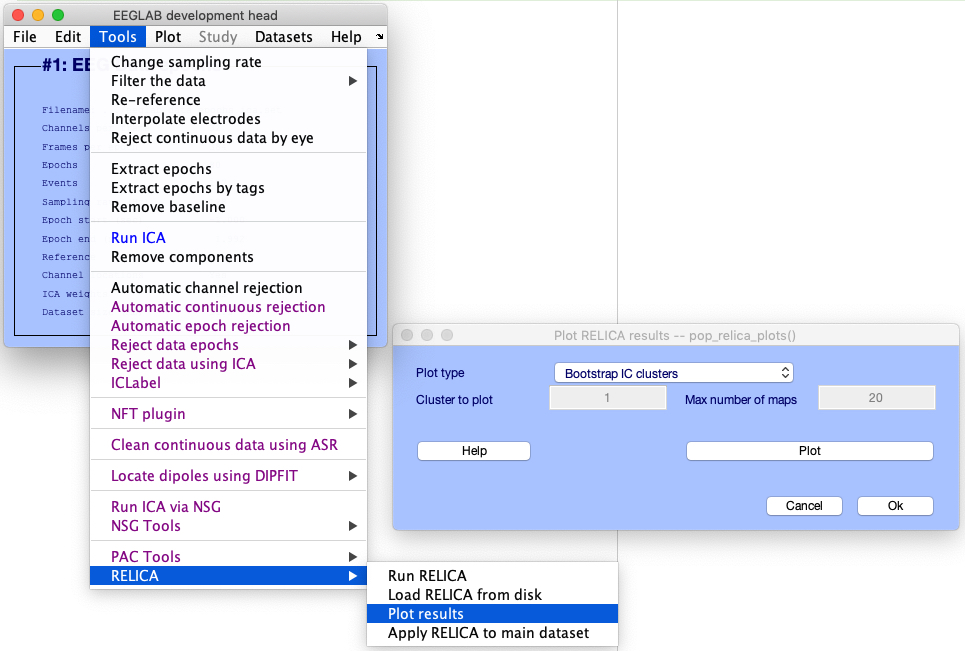 EEGLAB development head
File Edit Tools Plot Study Datasets Help
#1: EE
Filename
Channels
Frames p
Epochs
Events
Sampling
Epoch st
Epoch en
Referenc
Channel
ICA weig
Dataset
Change sampling rate
Filter the data
Re-reference
Interpolate electrodes
Reject continuous data by eye
Extract epochs
Extract epochs by tags
Remove baseline
Run ICA
Remove components
Automatic channel rejection
Automatic continuous rejection
Automatic epoch rejection
Reject data epochs
Reject data using ICA
ICLabel
NFT plugin
Clean continuous data using ASR
Locate dipoles using DIPFIT
Run ICA via NSG
NSG Tools
PAC Tools
RELICA
Run RELICA
Load RELICA from disk
Plot results
Apply RELICA to main dataset
Plot RELICA results -- pop_relica_plots()
Plot type Bootstrap IC clusters
Cluster to plot 1 Max number of maps 20
Help Plot
Cancel Ok